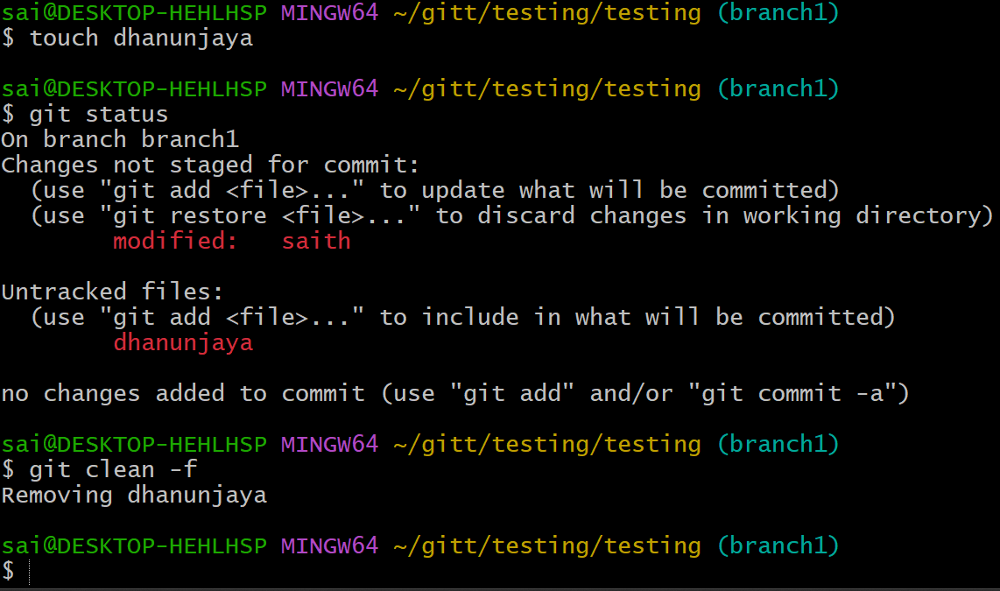 sai@DESKTOP-HEHLHSP MINGW64 ~/gitt/testing/testing (branch1)
$ touch dhanunjaya
sai@DESKTOP-HEHLHSP MINGW64 ~/gitt/testing/testing (branch1)
$ git status
On branch branch1
Changes not staged for commit:
  (use "git add <file>..." to update what will be committed)
  (use "git restore <file>..." to discard changes in working directory)
        modified:   saith
Untracked files:
  (use "git add <file>..." to include in what will be committed)
        dhanunjaya
no changes added to commit (use "git add" and/or "git commit -a")
sai@DESKTOP-HEHLHSP MINGW64 ~/gitt/testing/testing (branch1)
$ git clean -f
Removing dhanunjaya
sai@DESKTOP-HEHLHSP MINGW64 ~/gitt/testing/testing (branch1)
$